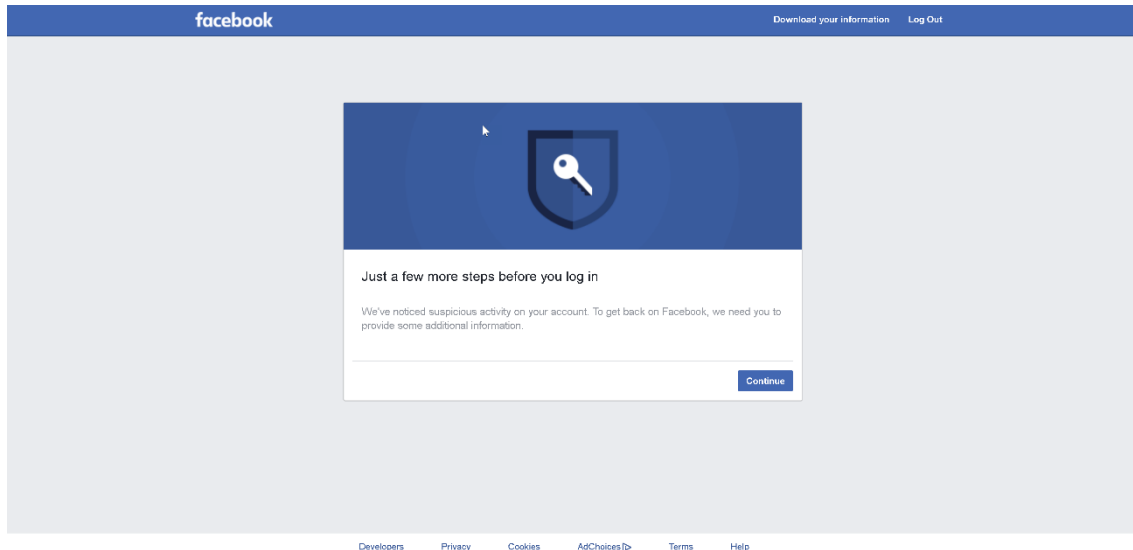 facebook
Download your information Log Out
Just a few more steps before you log in
We've noticed suspicious activity on your account. To get back on Facebook, we need you to
provide some additional information.
Continue
Developers Privacy Cookies AdChoices Terms Help